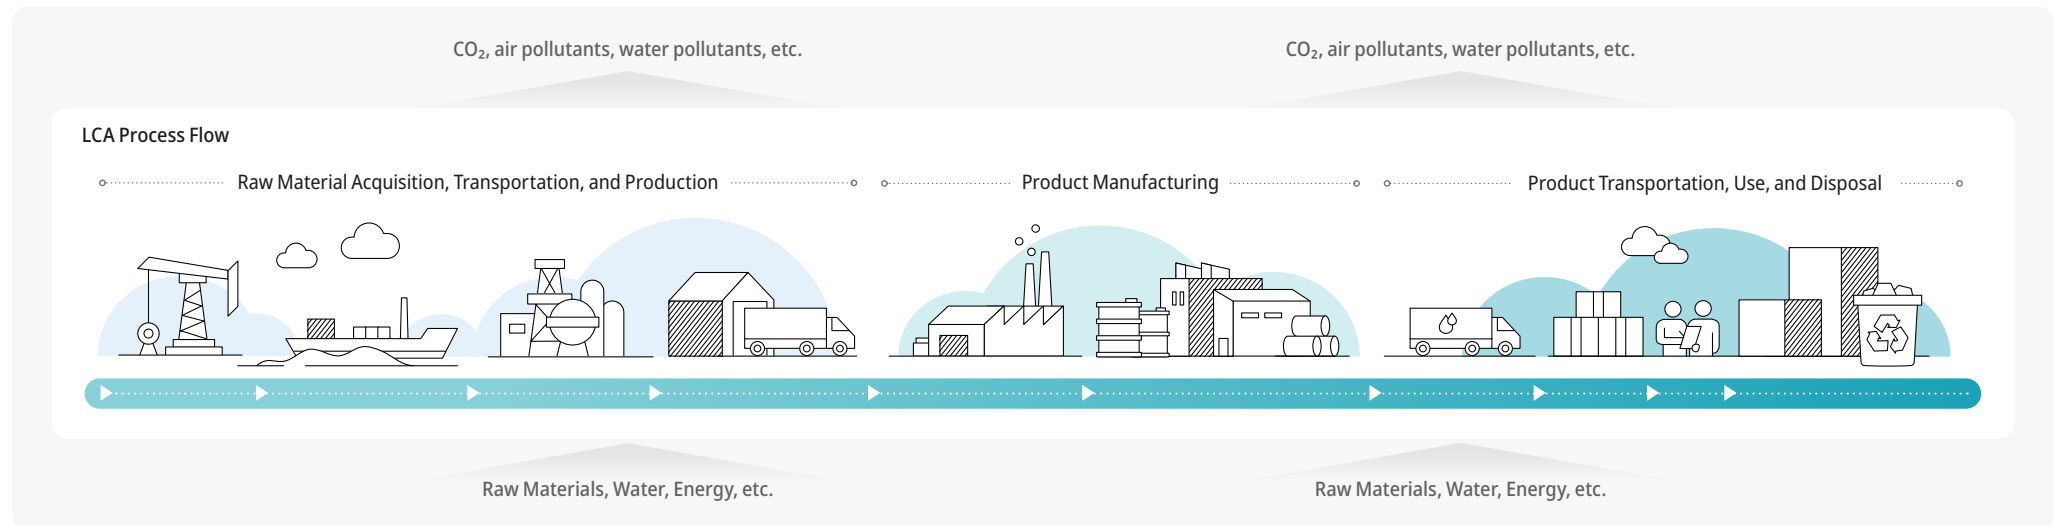 CO₂, air pollutants, water pollutants, etc.
CO₂, air pollutants, water pollutants, etc.
LCA Process Flow
Raw Material Acquisition, Transportation, and Production
Product Manufacturing
Product Transportation, Use, and Disposal
Raw Materials, Water, Energy, etc.
Raw Materials, Water, Energy, etc.